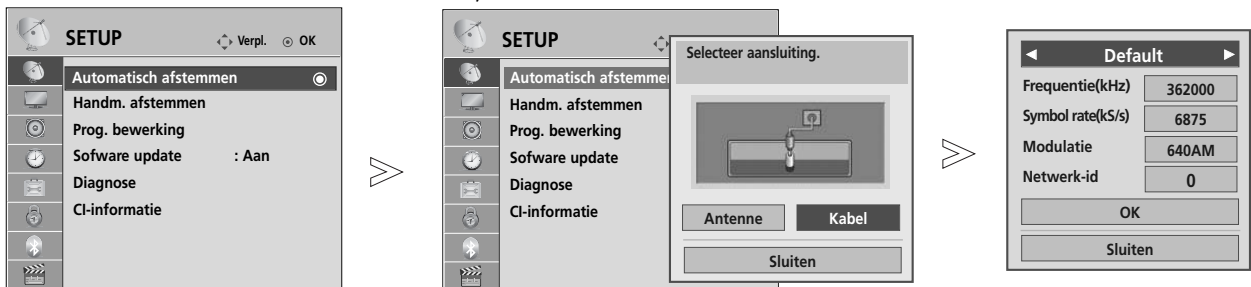 SETUP Verpl. OK
Automatisch afstemmen
Handm. afstemmen
Prog. bewerking
Sofware update : Aan
Diagnose
CI-informatie
SETUP
Automatisch afstemmen
Handm. afstemmen
Prog. bewerking
Sofware update
Diagnose
CI-informatie
Selecteer aansluiting.
Antenne Kabel
Sluiten
Default
Frequentie(kHz) 362000
Symbol rate(kS/s) 6875
Modulatie 640AM
Netwerk-id 0
OK
Sluiten